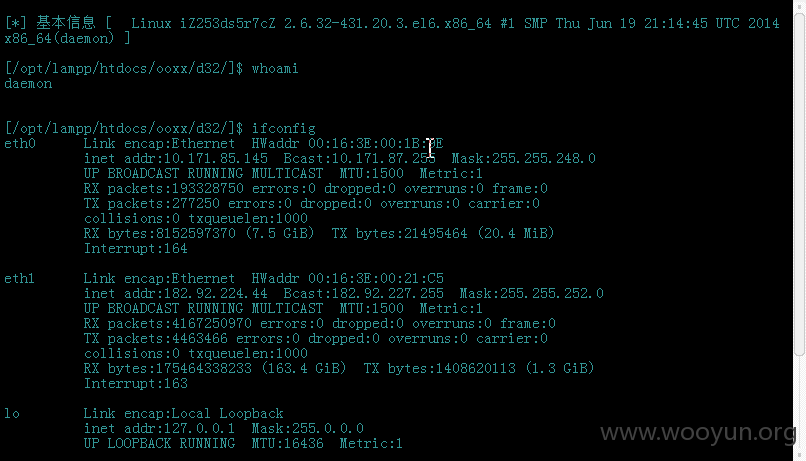 [*] 基本信息 [  Linux iZ253ds5r7cZ 2.6.32-431.20.3.el6.x86_64 #1 SMP Thu Jun 19 21:14:45 UTC 2014
x86_64(daemon) ]
[/opt/lampp/htdocs/ooxx/d32/]$ whoami
daemon
[/opt/lampp/htdocs/ooxx/d32/]$ ifconfig
eth0      Link encap:Ethernet  HWaddr
inet addr:10.171.85.145  Bcast:10.171.87.255  Mask:255.255.248.0
UP BROADCAST RUNNING MULTICAST  MTU:1500  Metric:1
RX packets:193328750 errors:0 dropped:0 overruns:0 frame:0
TX packets:277250 errors:0 dropped:0 overruns:0 carrier:0
collisions:0 txqueuelen:1000
RX bytes:8152597370 (7.5 GiB)  TX bytes:21495464 (20.4 MiB)
Interrupt:164
eth1      Link encap:Ethernet  HWaddr 00:16:3E:00:21:C5
inet addr:182.92.224.44  Bcast:182.92.227.255  Mask:255.255.252.0
UP BROADCAST RUNNING MULTICAST  MTU:1500  Metric:1
RX packets:4167250970 errors:0 dropped:0 overruns:0 frame:0
TX packets:4463466 errors:0 dropped:0 overruns:0 carrier:0
collisions:0 txqueuelen:1000
RX bytes:175464338233 (163.4 GiB)  TX bytes:1408620113 (1.3 GiB)
Interrupt:163
lo        Link encap:Local Loopback
inet addr:127.0.0.1  Mask:255.0.0.0
UP LOOPBACK RUNNING  MTU:16436  Metric:1
www.wooyun.org